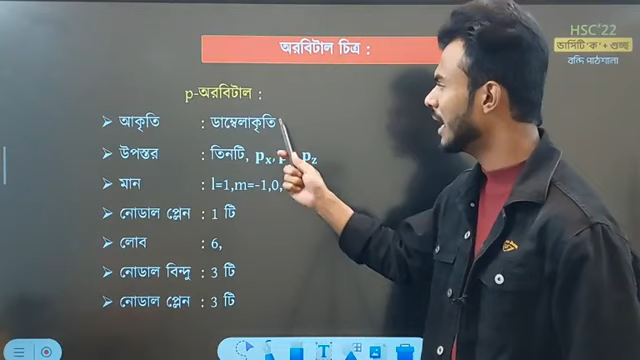 HSC'22
ভার্সিটি 'ক' + গুচ্ছ
বন্দি পাঠশালা
অরবিটাল চিত্র :
p-অরবিটাল :
➤ আকৃতি : ডাম্বেলাকৃতি
➤ উপস্তর : তিনটি, pₓ, p pz
➤ মান : l=1,m=-1,0,
➤ নোডাল প্লেন : 1 টি
➤ লোব : 6,
➤ নোডাল বিন্দু : 3 টি
➤ নোডাল প্লেন : 3 টি